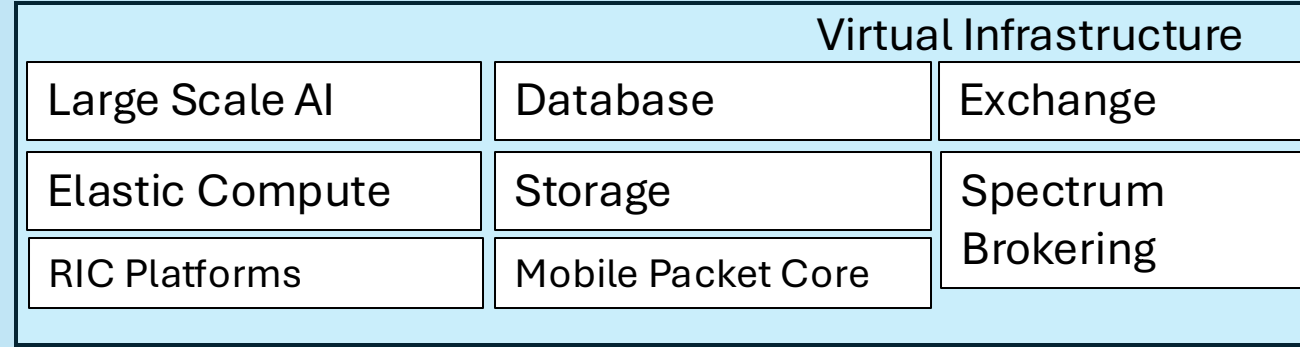 Virtual Infrastructure
Large Scale AI
Database
Exchange
Elastic Compute
Storage
Spectrum
Brokering
RIC Platforms
Mobile Packet Core